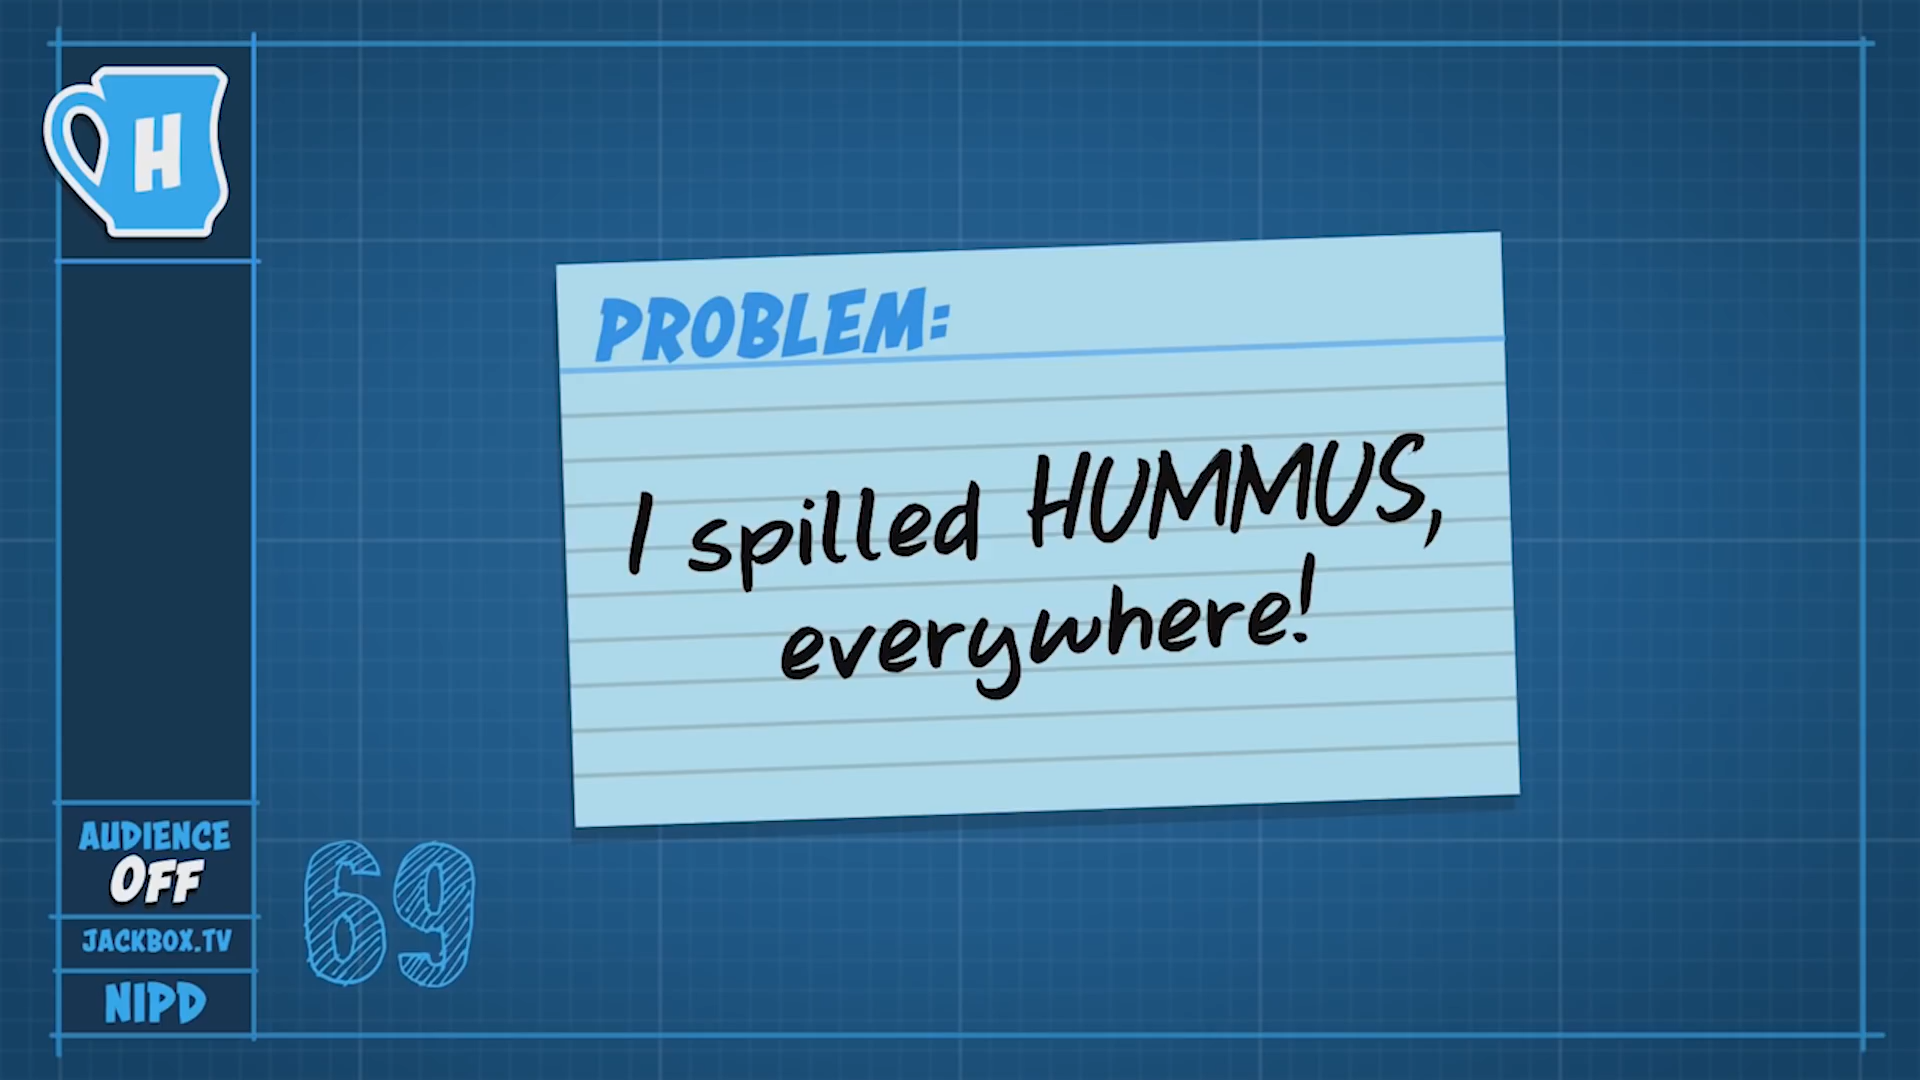 H
PROBLEM:
I spilled HUMMUS,
everywhere!
AUDIENCE
OFF
JACKBOX.TV
NIPD
69